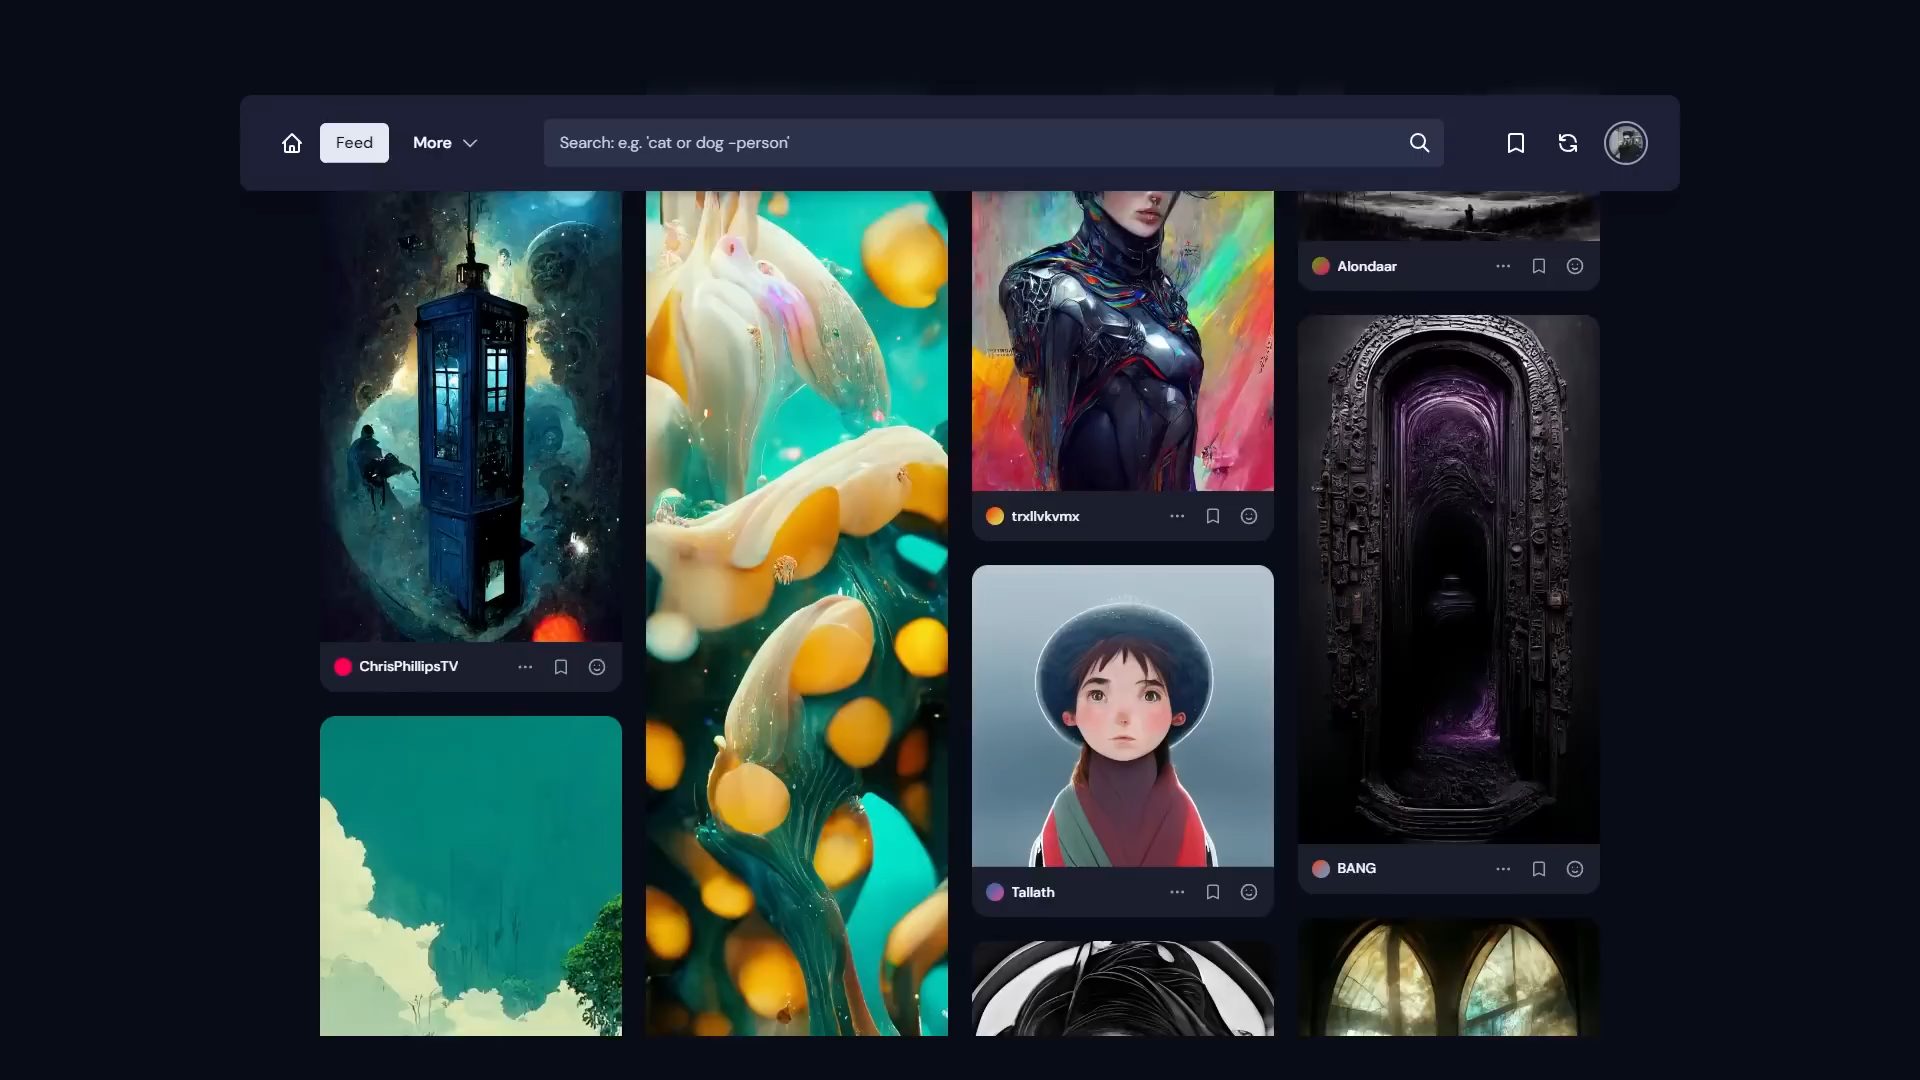 Feed
More
Search: e.g. 'cat or dog -person'
Alondaar
trxllvkvmx
ChrisPhillipsTV
BANG
Tallath